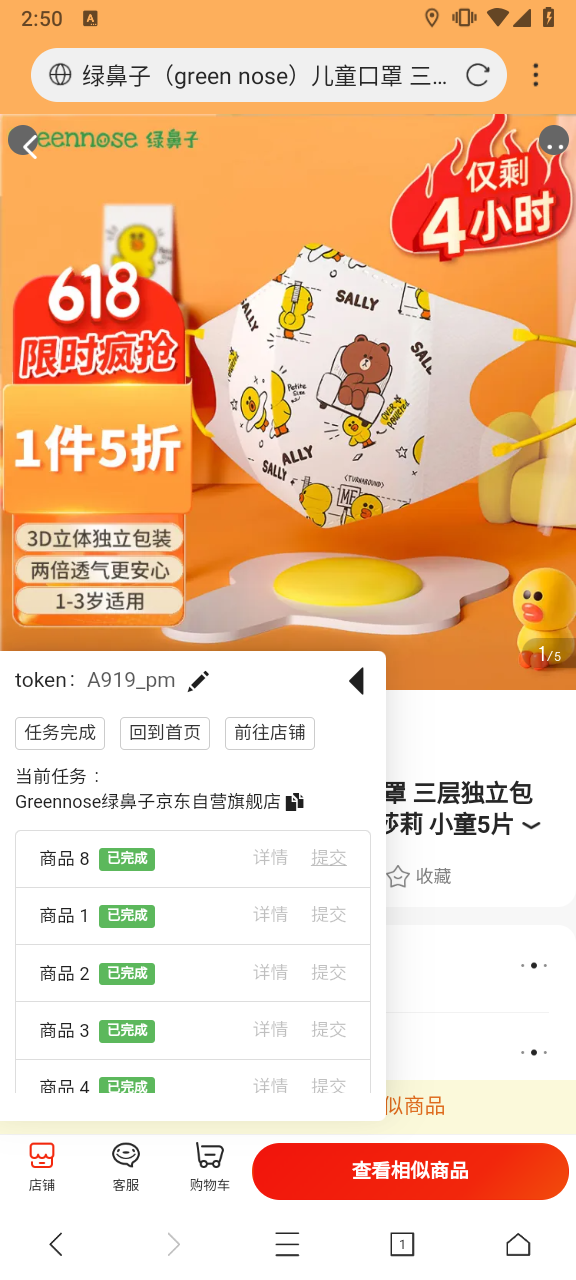 2:50
A
绿鼻子（green nose）儿童口罩 三...
greennose 绿鼻子
仅剩
4小时
618
限时疯抢
1件5折
3D立体独立包装
两倍透气更安心
1-3岁适用
SALLY
SALLY
Petite Size
OVER POWERED
ALLY
SALLY
(TURNAROUND)
ME
1/5
token： A919_pm
任务完成
回到首页
前往店铺
当前任务：
Greennose绿鼻子京东自营旗舰店
罩 三层独立包
莎莉 小童5片
收藏
商品 8 已完成 详情 提交
商品 1 已完成 详情 提交
商品 2 已完成 详情 提交
商品 3 已完成 详情 提交
商品 4 已完成 详情 提交
似商品
店铺
客服
购物车
查看相似商品
1